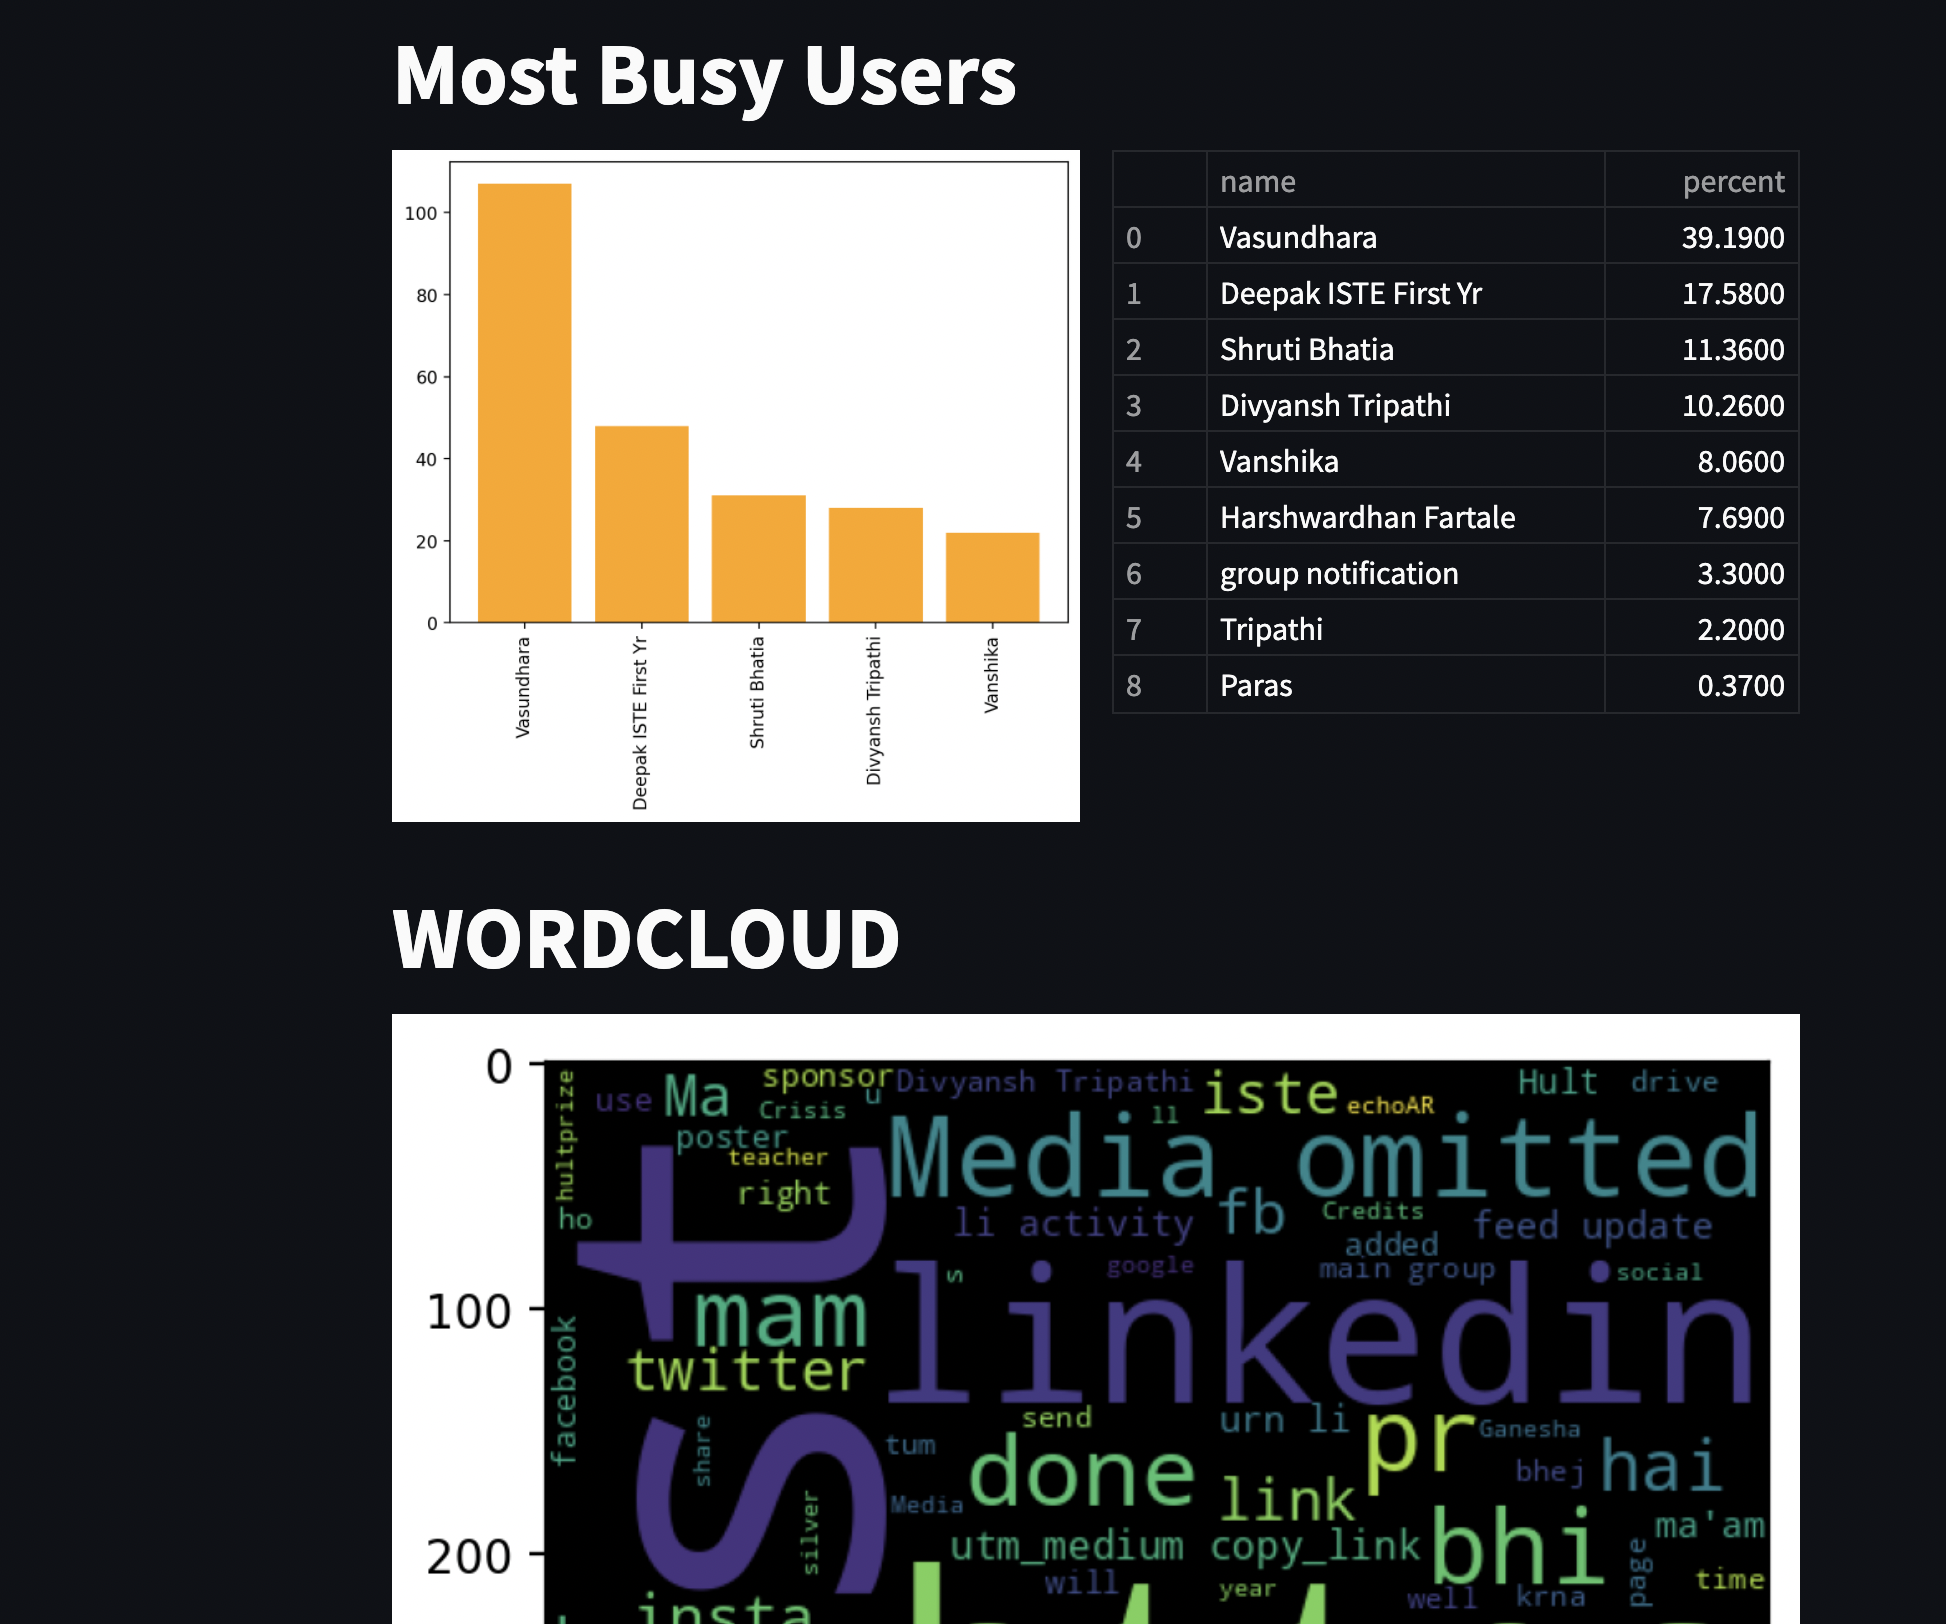 Most Busy Users
100
80
60
40
20
0
Vasundhara
Deepak ISTE First Yr
Shruti Bhatia
Divyansh Tripathi
Vanshika
name percent
0 Vasundhara 39.1900
1 Deepak ISTE First Yr 17.5800
2 Shruti Bhatia 11.3600
3 Divyansh Tripathi 10.2600
4 Vanshika 8.0600
5 Harshwardhan Fartale 7.6900
6 group notification 3.3000
7 Tripathi 2.2000
8 Paras 0.3700
WORDCLOUD
0
100
200
hultprize
use
Ma
sponsor
Crisis
u
Divyansh Tripathi
ll
iste
echoAR
Hult
drive
poster
teacher
right
ho
st
Media omitted
li activity
fb
Credits
added
feed update
s
google
main group
social
mam
linkedin
twitter
facebook
share
silver
send
urn li
pr
Ganesha
tum
done
link
bhej
hai
Media
utm_medium copy_link
bhi
ma'am
will
year
well
krna
page
time
insta